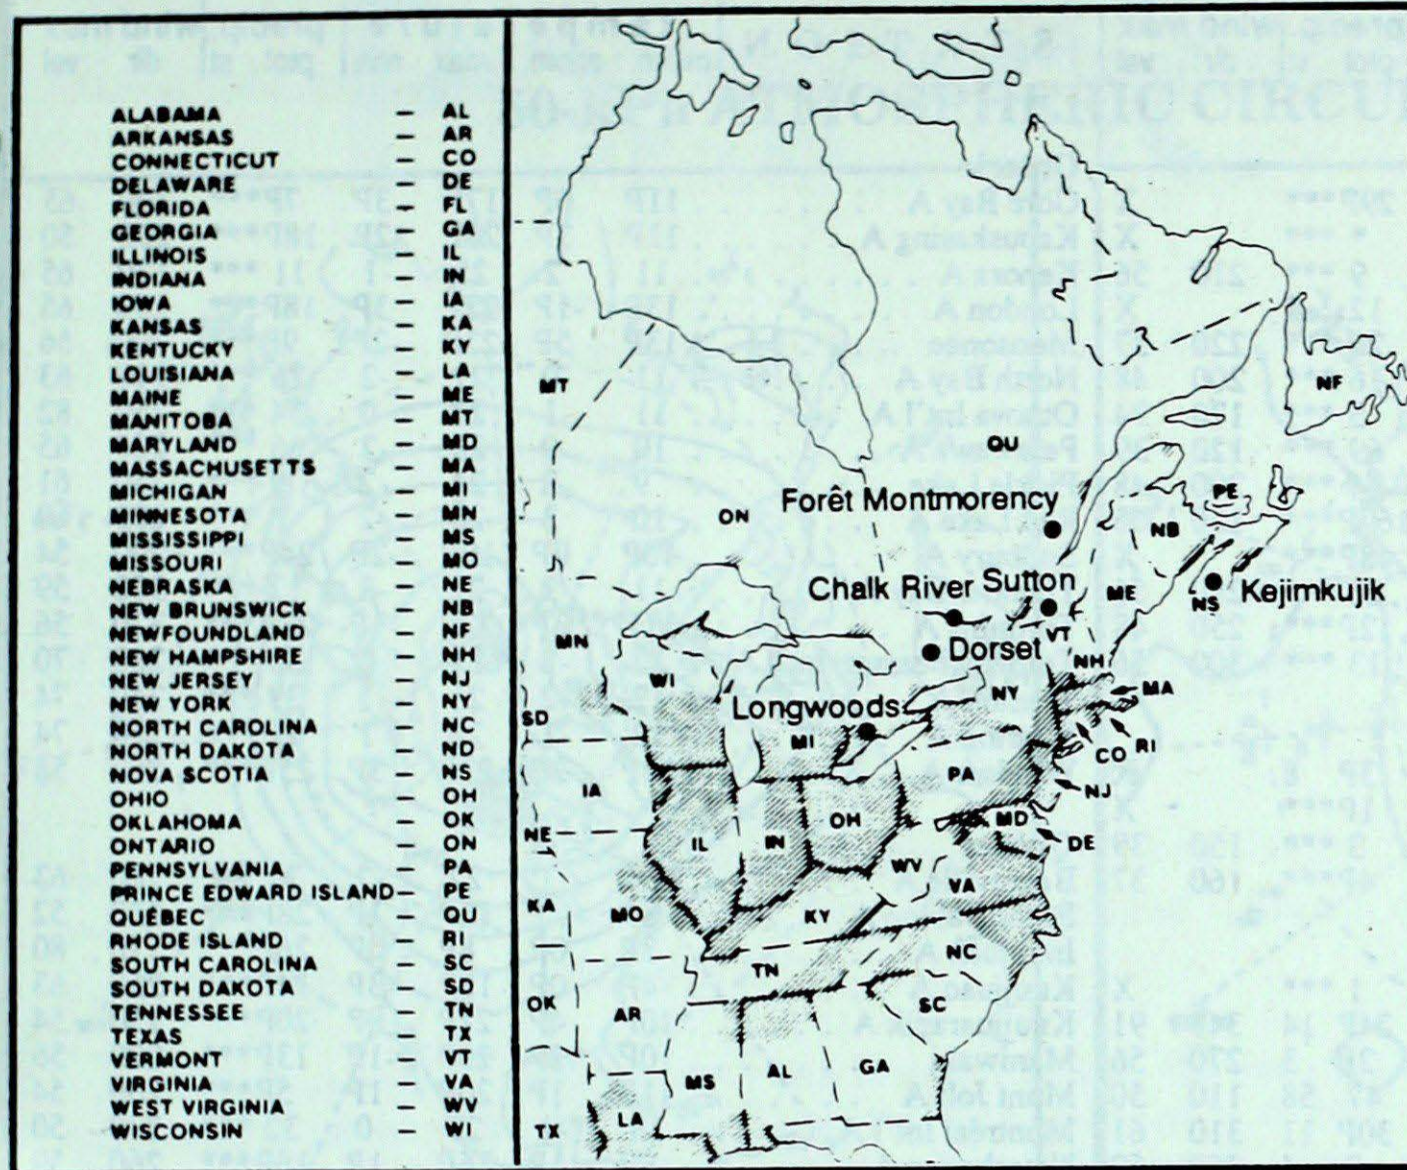 ALABAMA – AL
ARKANSAS – AR
CONNECTICUT – CO
DELAWARE – DE
FLORIDA – FL
GEORGIA – GA
ILLINOIS – IL
INDIANA – IN
IOWA – IA
KANSAS – KA
KENTUCKY – KY
LOUISIANA – LA
MAINE – ME
MANITOBA – MT
MARYLAND – MD
MASSACHUSETTS – MA
MICHIGAN – MI
MINNESOTA – MN
MISSISSIPPI – MS
MISSOURI – MO
NEBRASKA – NE
NEW BRUNSWICK – NB
NEWFOUNDLAND – NF
NEW HAMPSHIRE – NH
NEW JERSEY – NJ
NEW YORK – NY
NORTH CAROLINA – NC
NORTH DAKOTA – ND
NOVA SCOTIA – NS
OHIO – OH
OKLAHOMA – OK
ONTARIO – ON
PENNSYLVANIA – PA
PRINCE EDWARD ISLAND – PE
QUÉBEC – QU
RHODE ISLAND – RI
SOUTH CAROLINA – SC
SOUTH DAKOTA – SD
TENNESSEE – TN
TEXAS – TX
VERMONT – VT
VIRGINIA – VA
WEST VIRGINIA – WV
WISCONSIN – WI
MT
NF
QU
ON
Forêt Montmorency
PE
NB
Chalk River
Sutton
ME
NS
Kejimkujik
MN
VT
Dorset
NH
WI
NY
MA
SD
Longwoods
MI
CO
RI
IA
PA
NJ
NE
IL
IN
OH
MD
DE
WV
VA
KA
MO
KY
NC
TN
OK
AR
SC
MS
AL
GA
LA
TX